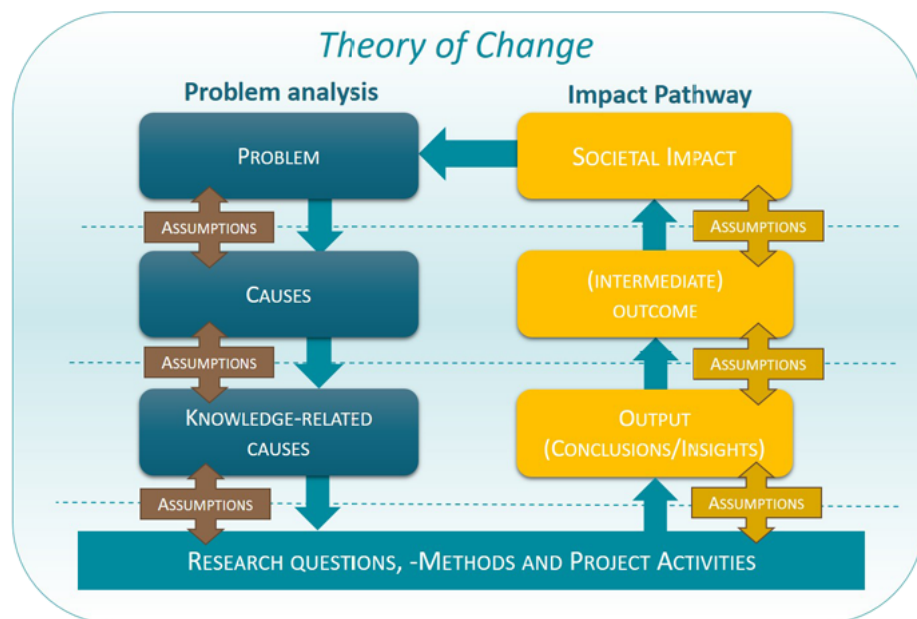 Theory of Change
Problem analysis
Impact Pathway
PROBLEM
SOCIETAL IMPACT
ASSUMPTIONS
ASSUMPTIONS
CAUSES
(INTERMEDIATE)
OUTCOME
ASSUMPTIONS
ASSUMPTIONS
KNOWLEDGE-RELATED
CAUSES
OUTPUT
(CONCLUSIONS/INSIGHTS)
ASSUMPTIONS
ASSUMPTIONS
RESEARCH QUESTIONS, -METHODS AND PROJECT ACTIVITIES